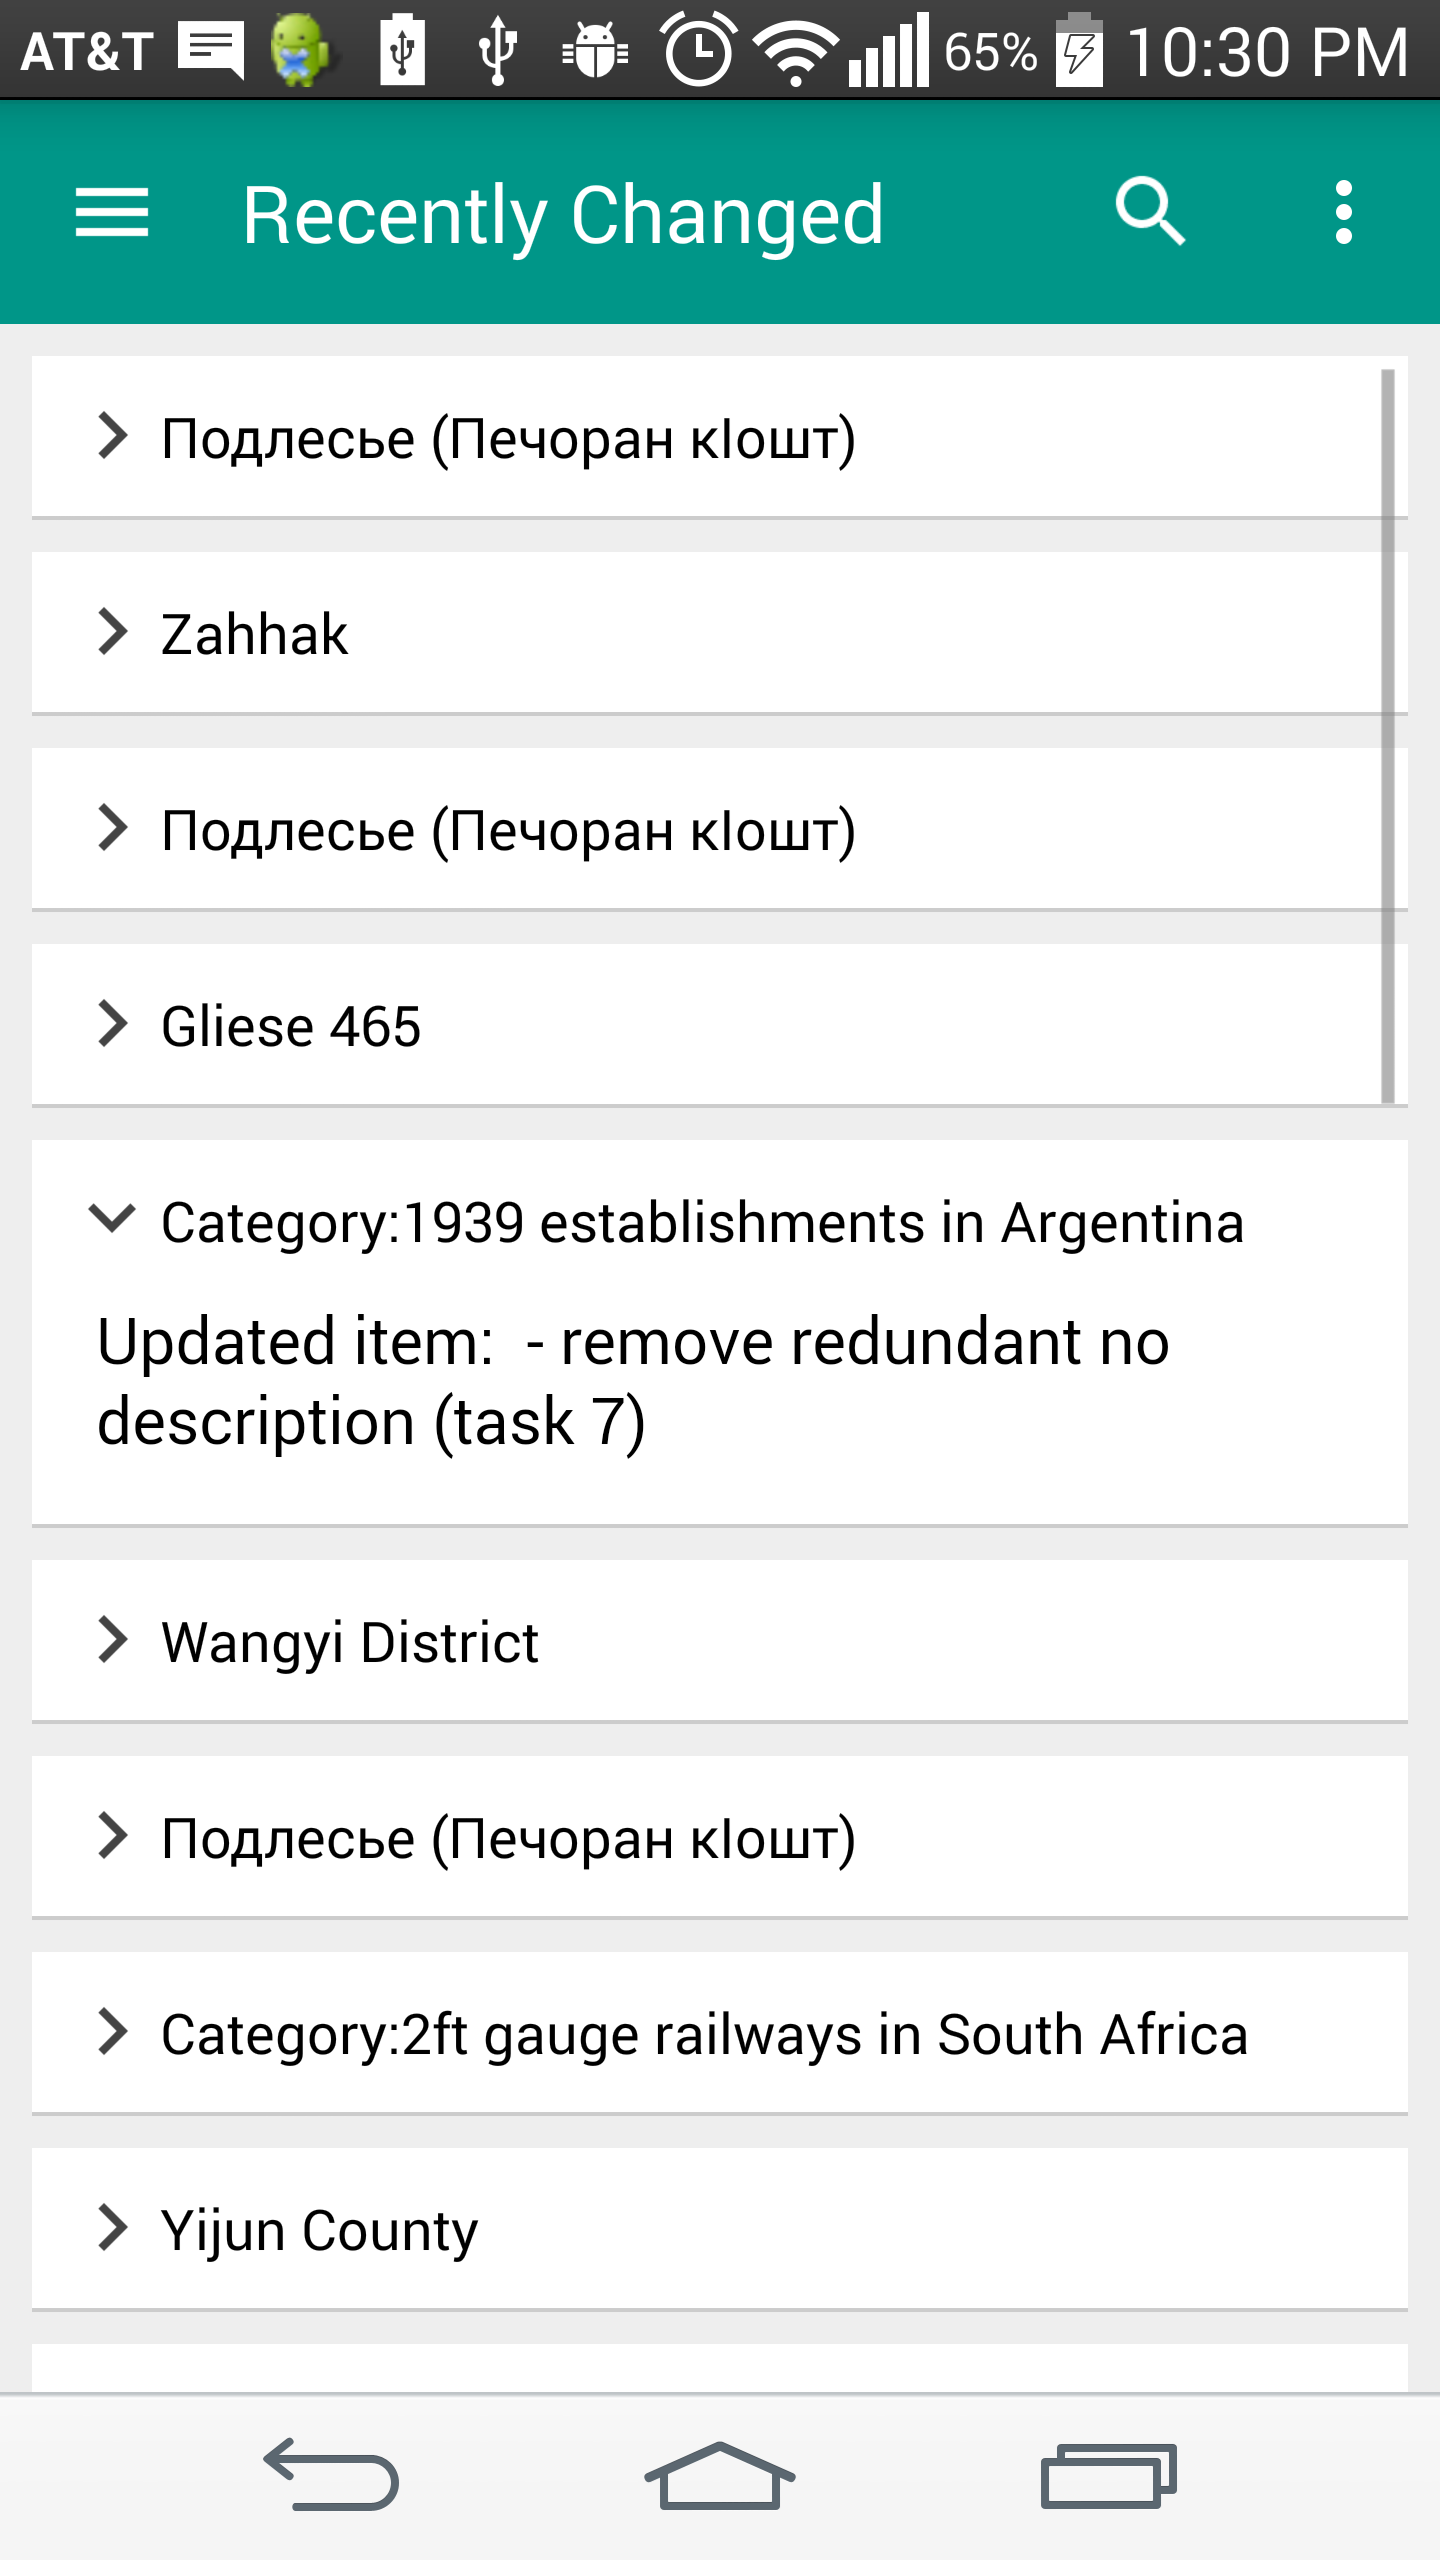 AT&T 65% 10:30 PM
Recently Changed
Подлесье (Печоран кӀошт)
Zahhak
Подлесье (Печоран кӀошт)
Gliese 465
Category:1939 establishments in Argentina
Updated item:  - remove redundant no
description (task 7)
Wangyi District
Подлесье (Печоран кӀошт)
Category:2ft gauge railways in South Africa
Yijun County